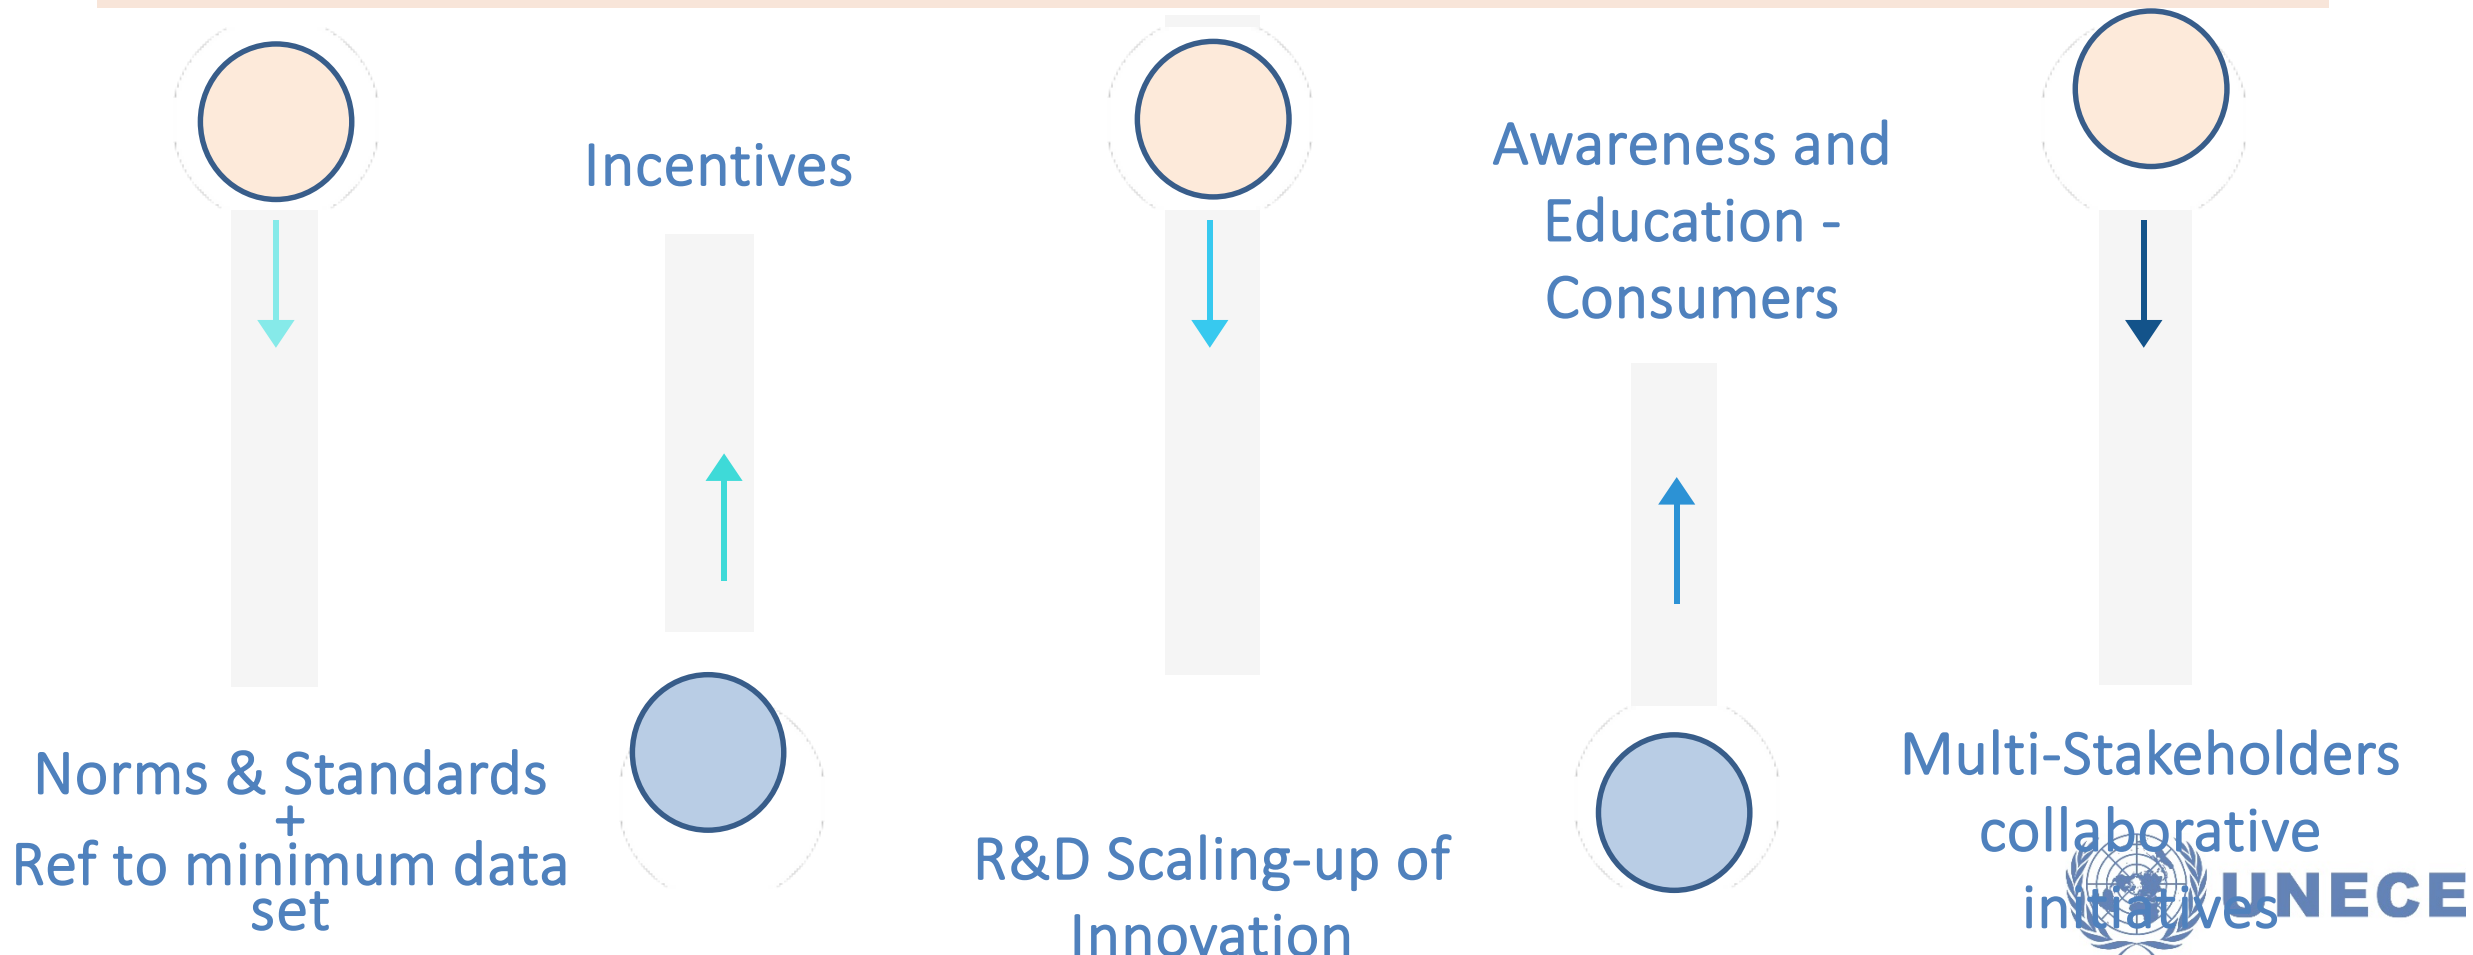 Norms & Standards
+
Ref to minimum data
set
Incentives
R&D Scaling-up of
Innovation
Awareness and
Education -
Consumers
Multi-Stakeholders
collaborative
initiatives
UNECE